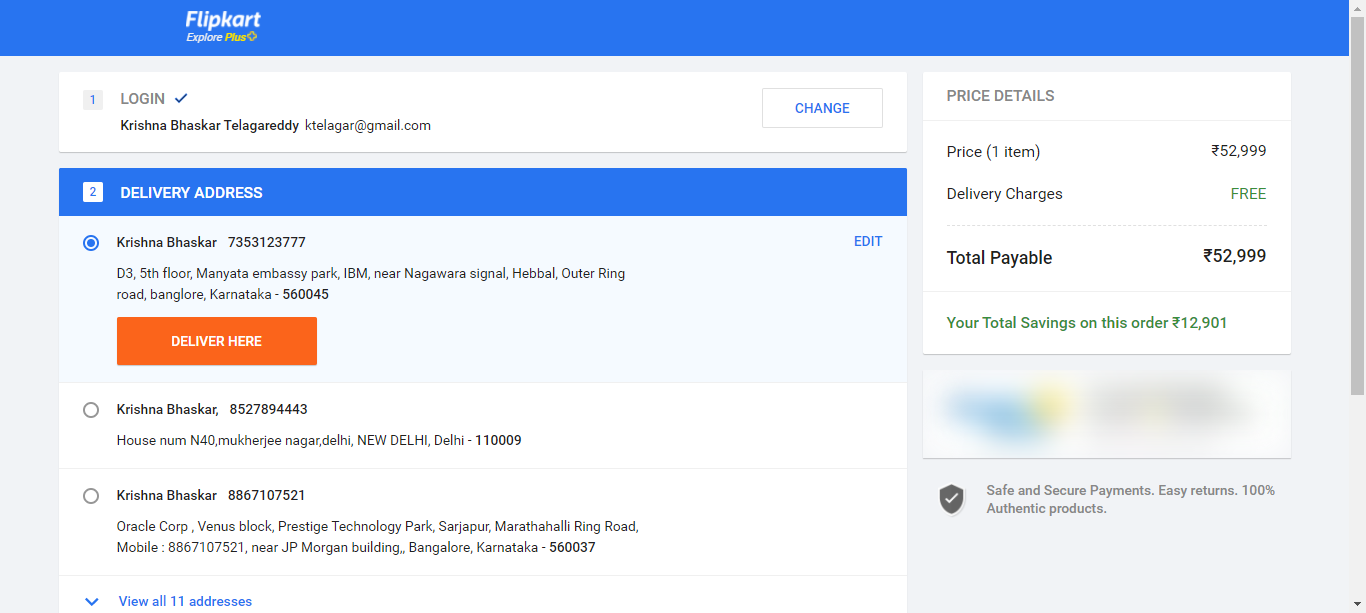 Flipkart
Explore Plus
1 LOGIN
Krishna Bhaskar Telagareddy ktelagar@gmail.com
CHANGE
2 DELIVERY ADDRESS
Krishna Bhaskar 7353123777
EDIT
D3, 5th floor, Manyata embassy park, IBM, near Nagawara signal, Hebbal, Outer Ring
road, banglore, Karnataka - 560045
DELIVER HERE
Krishna Bhaskar, 8527894443
House num N40,mukherjee nagar,delhi, NEW DELHI, Delhi - 110009
Krishna Bhaskar 8867107521
Oracle Corp , Venus block, Prestige Technology Park, Sarjapur, Marathahalli Ring Road,
Mobile : 8867107521, near JP Morgan building,, Bangalore, Karnataka - 560037
View all 11 addresses
PRICE DETAILS
Price (1 item) ₹52,999
Delivery Charges FREE
Total Payable ₹52,999
Your Total Savings on this order ₹12,901
Safe and Secure Payments. Easy returns. 100%
Authentic products.